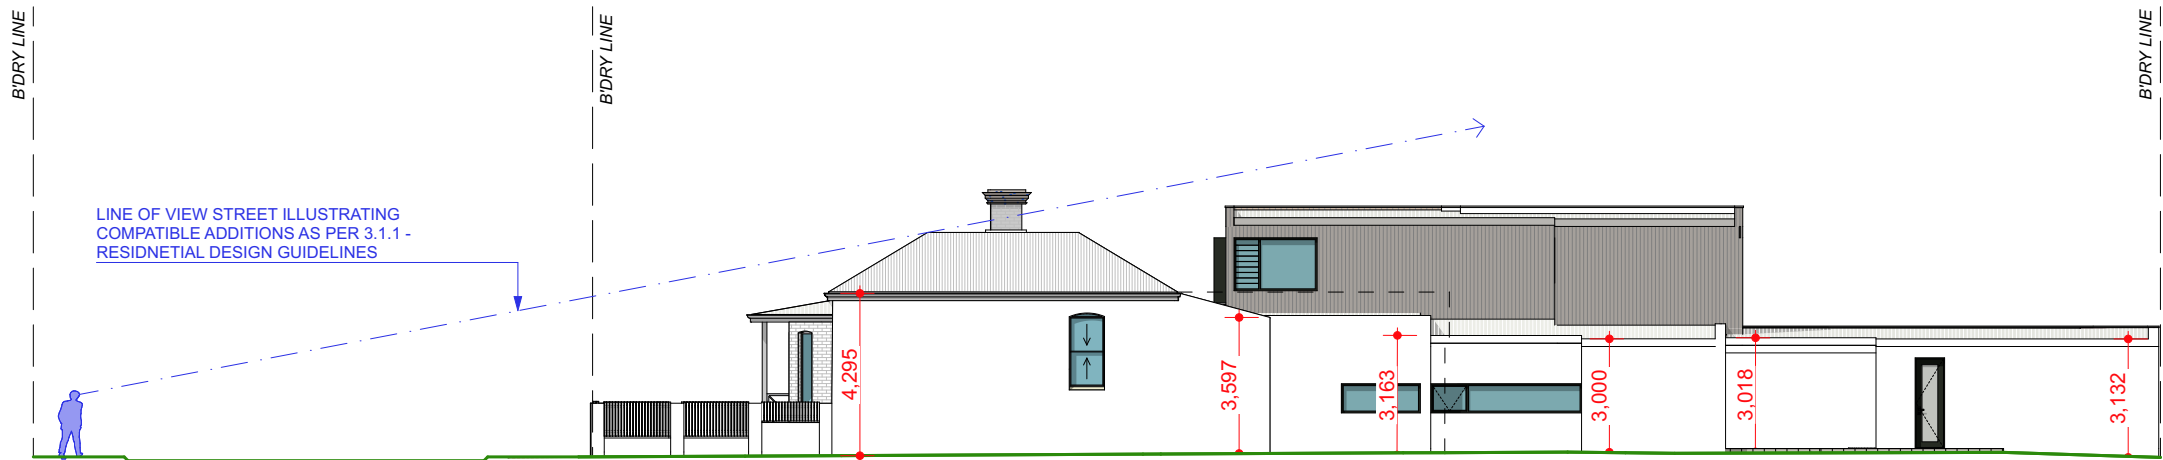 B'DRY LINE
B'DRY LINE
B'DRY LINE
LINE OF VIEW STREET ILLUSTRATING
COMPATIBLE ADDITIONS AS PER 3.1.1 -
RESIDNETIAL DESIGN GUIDELINES
4,295
3,597
3,163
3,000
3,018
3,132